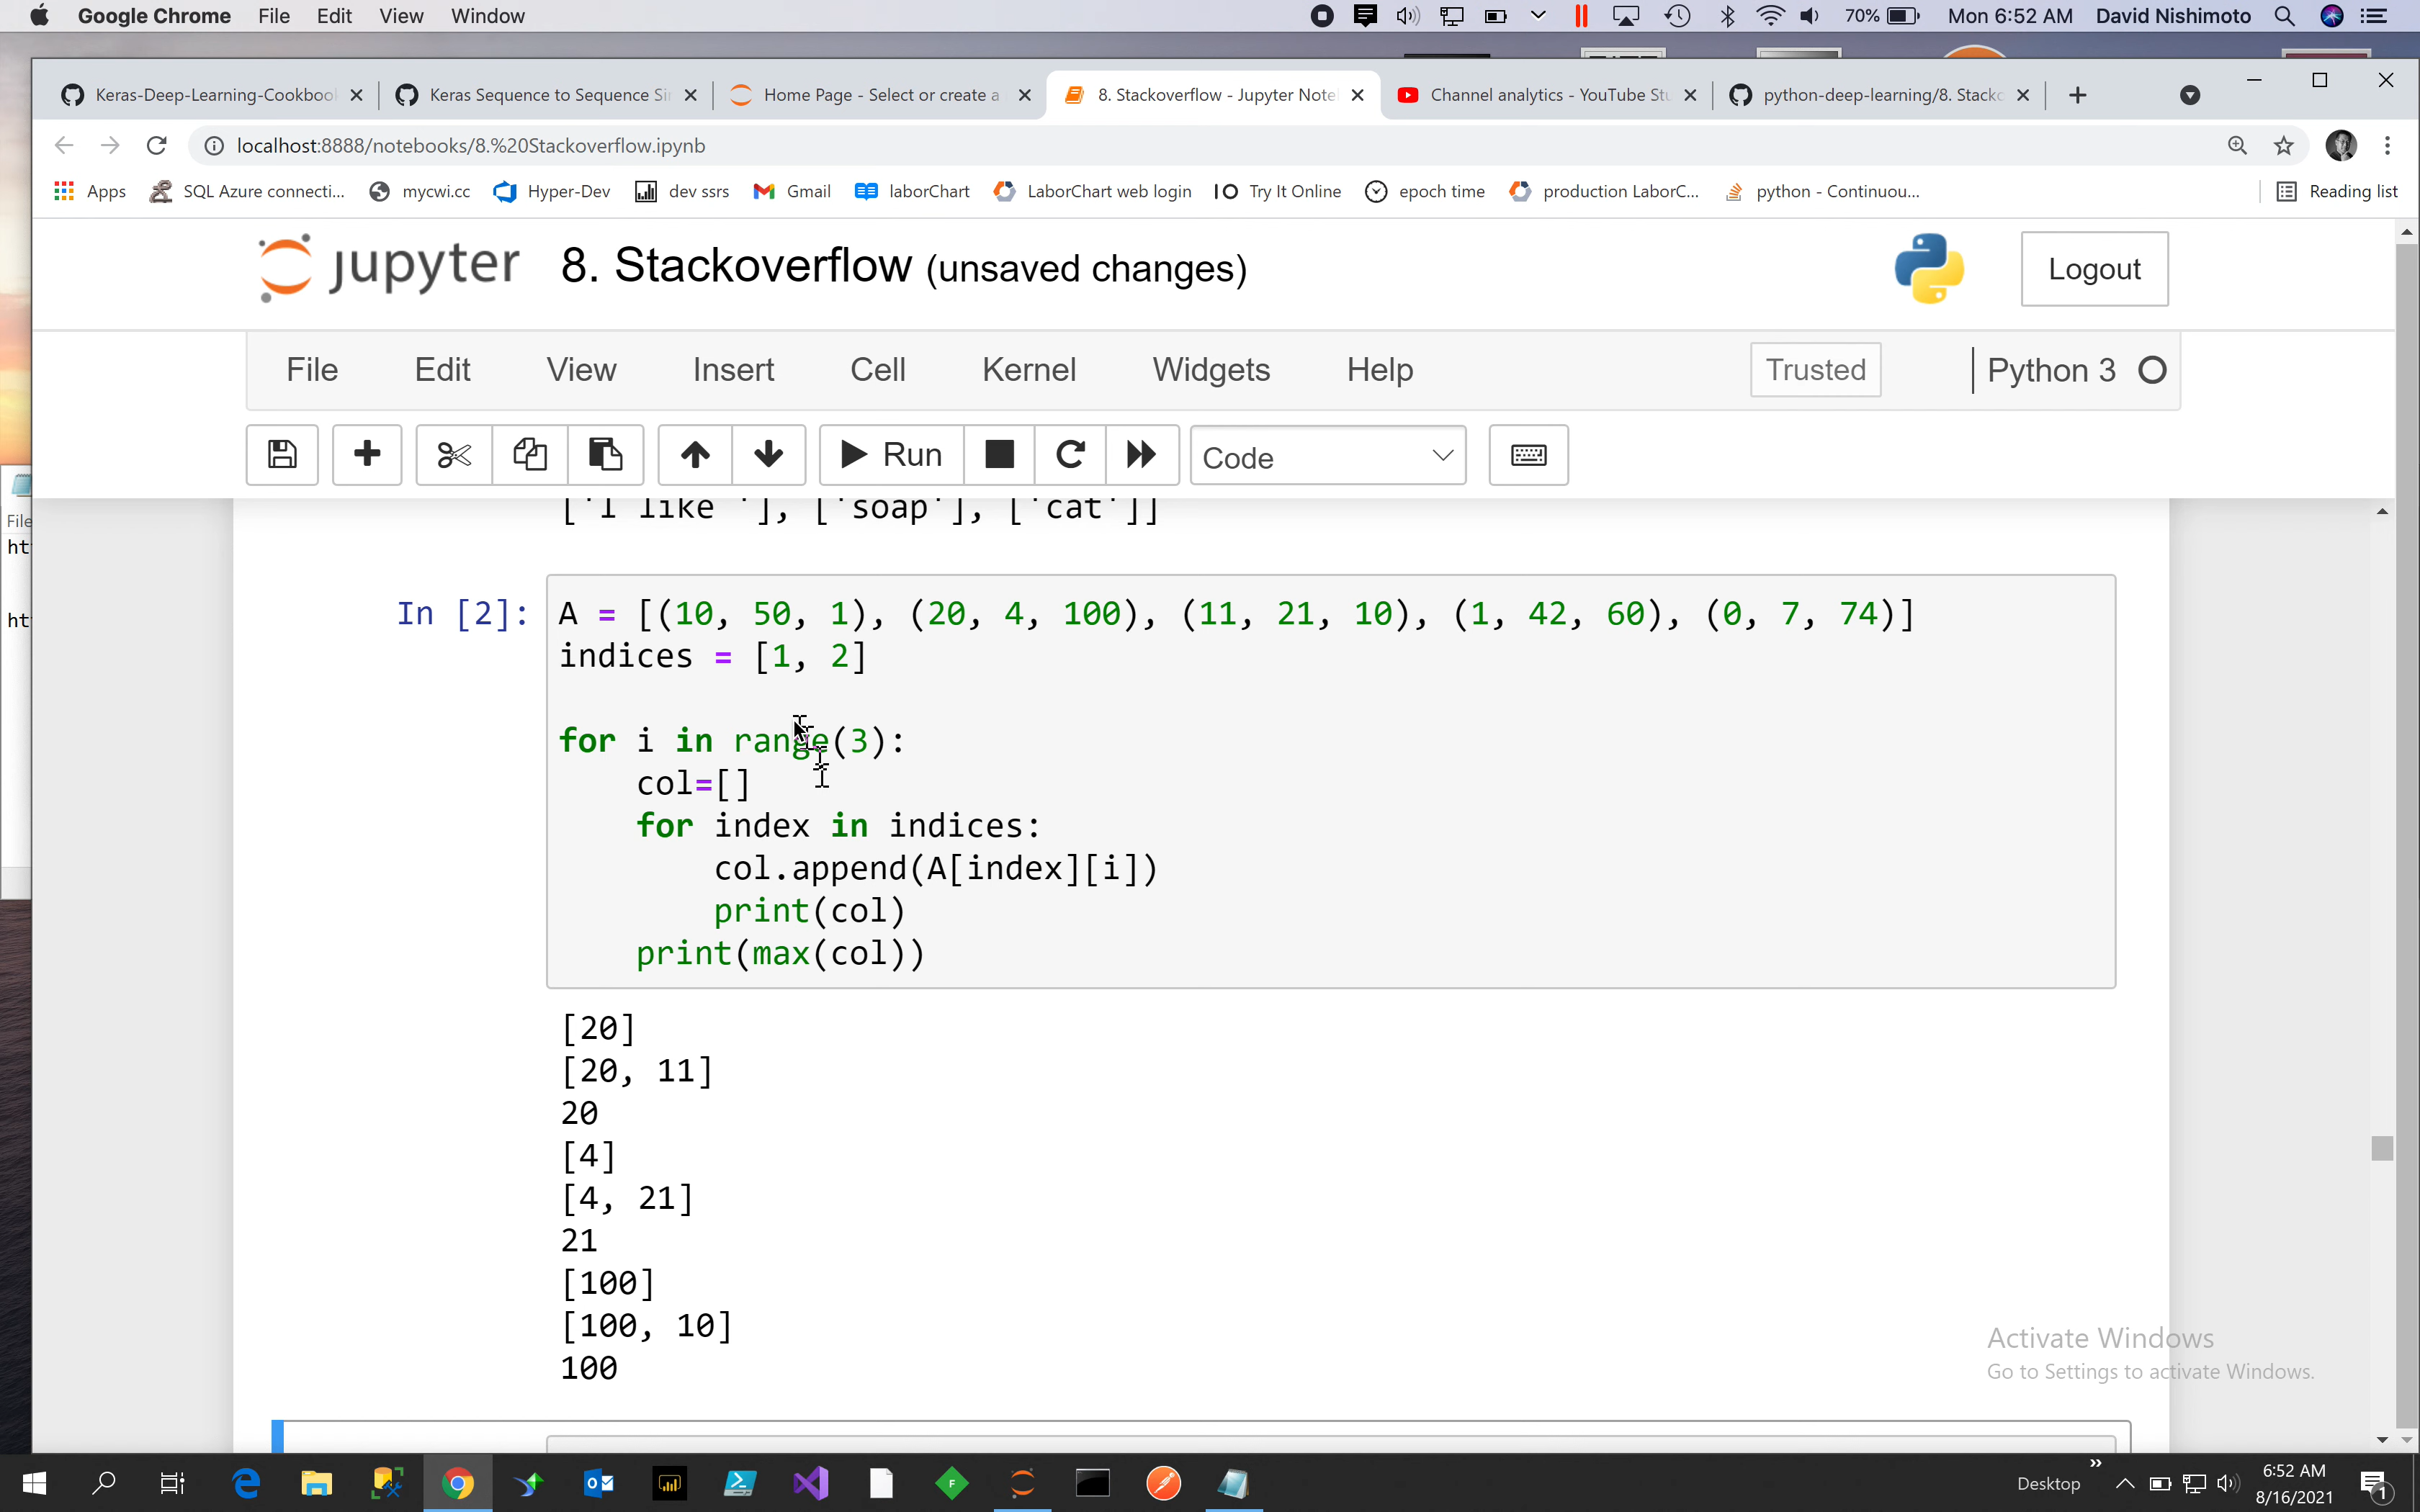 Google Chrome File Edit View Window 70% Mon 6:52 AM David Nishimoto
Keras-Deep-Learning-Cookboo Keras Sequence to Sequence Si Home Page - Select or create a 8. Stackoverflow - Jupyter Note Channel analytics - YouTube Stu python-deep-learning/8. Stacko
localhost:8888/notebooks/8.%20Stackoverflow.ipynb
Apps SQL Azure connecti... mycwi.cc Hyper-Dev dev ssrs Gmail laborChart LaborChart web login Try It Online epoch time production LaborC... python - Continuou... Reading list
jupyter 8. Stackoverflow (unsaved changes) Logout
File Edit View Insert Cell Kernel Widgets Help Trusted Python 3
Run Code
['I like '], ['soap'], ['cat']]
File
ht
ht
In [2]: A = [(10, 50, 1), (20, 4, 100), (11, 21, 10), (1, 42, 60), (0, 7, 74)]
indices = [1, 2]
for i in range(3):
col=[]
for index in indices:
col.append(A[index][i])
print(col)
print(max(col))
[20]
[20, 11]
20
[4]
[4, 21]
21
[100]
[100, 10]
100
Activate Windows
Go to Settings to activate Windows.
Desktop 6:52 AM
8/16/2021 1